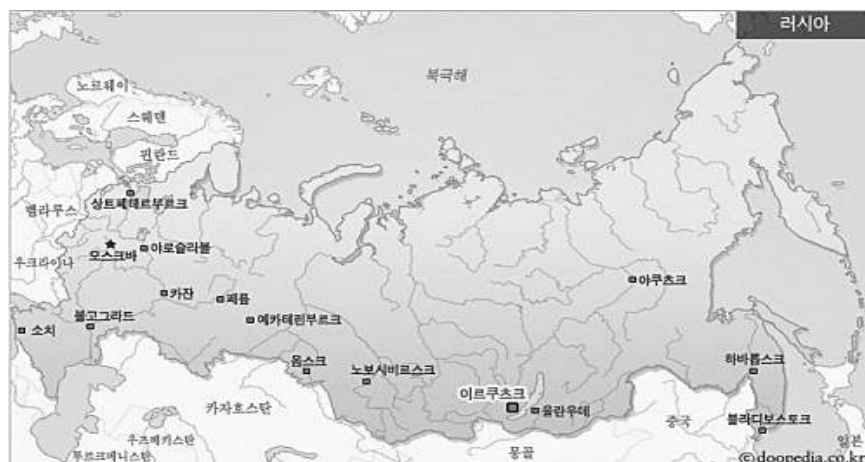 러시아
북극해
노르웨이
스웨덴
핀란드
상트페테르부르크
벨라루스
모스크바
야로슬라블
우크라이나
카잔
페름
야쿠츠크
소치
볼고그라드
예카테린부르크
옴스크
노보시비르스크
하바롭스크
이르쿠츠크
울란우데
카자흐스탄
중국
블라디보스토크
우즈베키스탄
투르크메니스탄
몽골
일본
©doopedia.co.kr